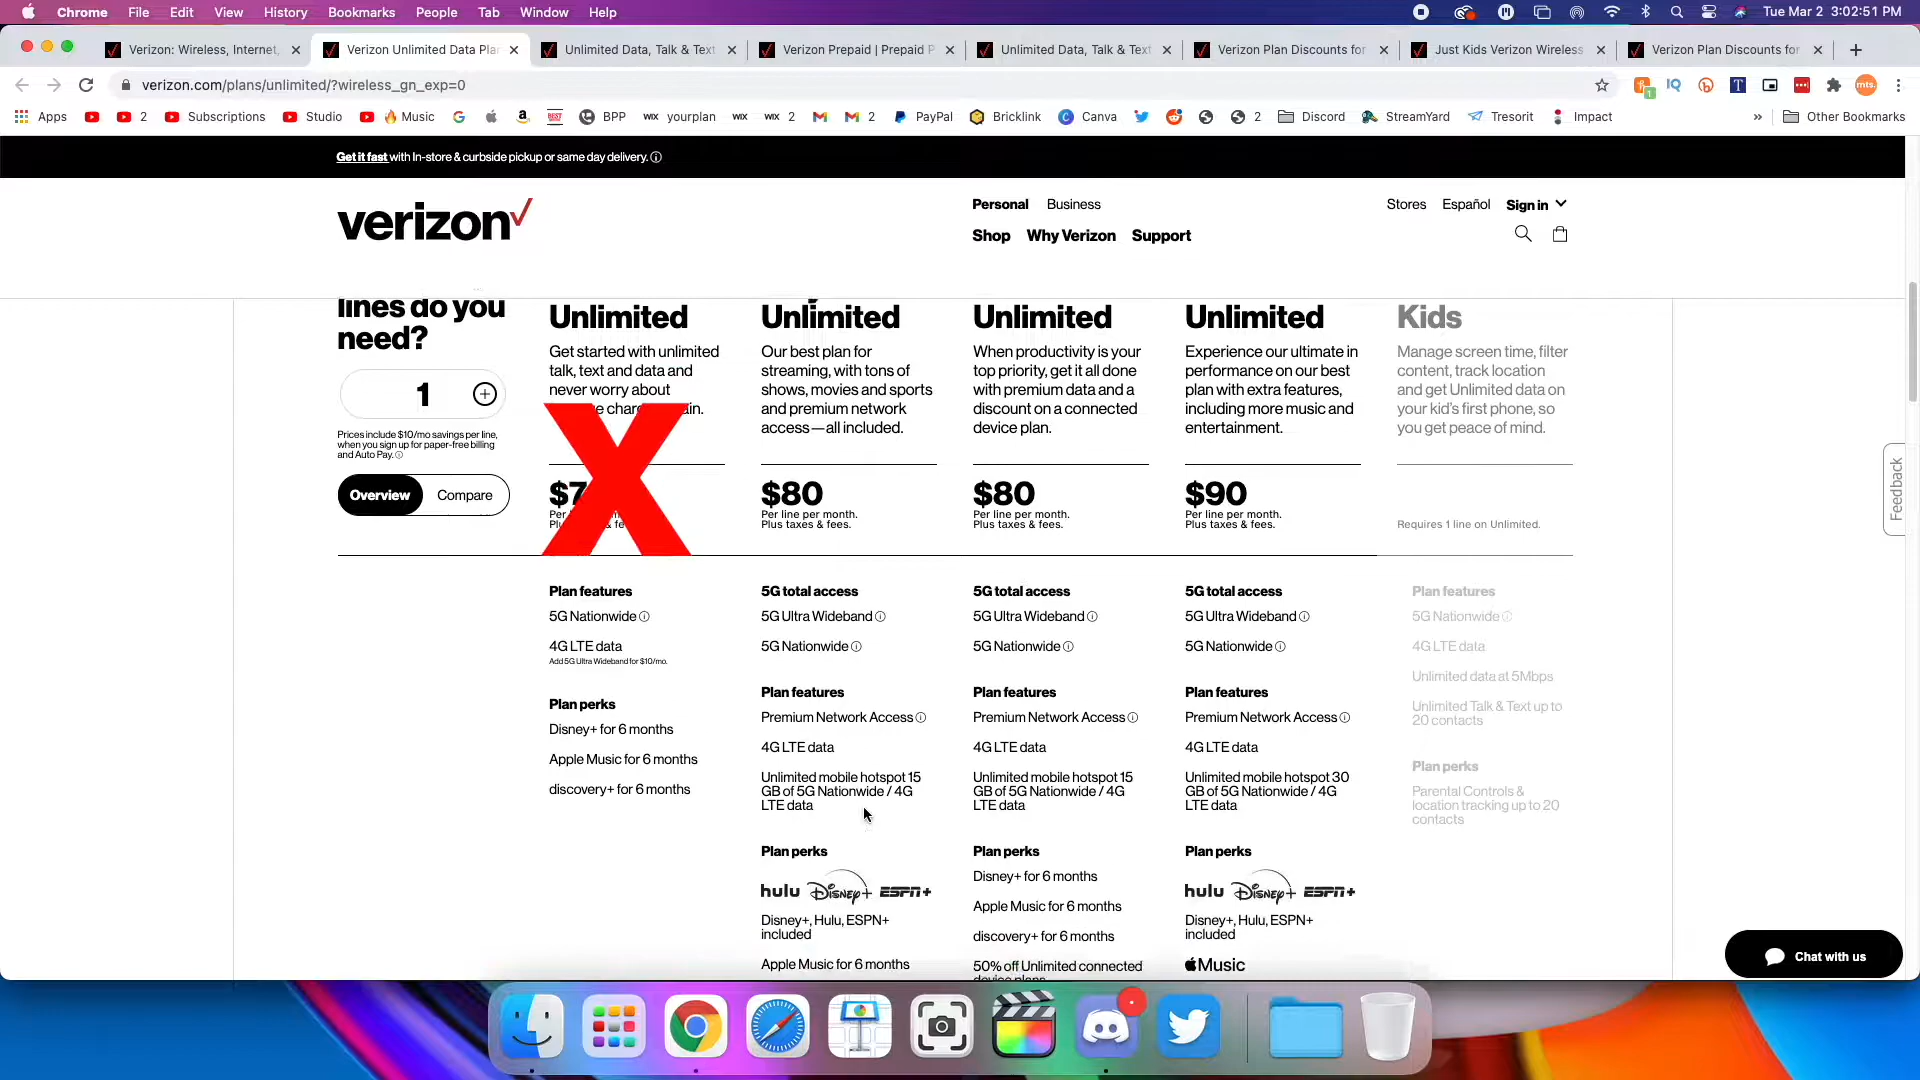 Chrome File Edit View History Bookmarks People Tab Window Help Tue Mar 2 3:02:51 PM
Verizon: Wireless, Internet, Verizon Unlimited Data Plan Unlimited Data, Talk & Text Verizon Prepaid | Prepaid P Unlimited Data, Talk & Text Verizon Plan Discounts for Just Kids Verizon Wireless Verizon Plan Discounts for
verizon.com/plans/unlimited/?wireless_gn_exp=0
Apps 2 Subscriptions Studio Music BPP yourplan 2 2 PayPal Bricklink Canva 2 Discord StreamYard Tresorit Impact » Other Bookmarks
Get it fast with In-store & curbside pickup or same day delivery.
verizon
Personal Business
Stores Español Sign in
Shop Why Verizon Support
lines do you
need?
1
Prices include $10/mo savings per line,
when you sign up for paper-free billing
and Auto Pay.
Overview Compare
Unlimited
Get started with unlimited
talk, text and data and
never worry about
X
Plan features
5G Nationwide
4G LTE data
Add 5G Ultra Wideband for $10/mo.
Plan perks
Disney+ for 6 months
Apple Music for 6 months
discovery+ for 6 months
Unlimited
Our best plan for
streaming, with tons of
shows, movies and sports
and premium network
access—all included.
$80
Per line per month.
Plus taxes & fees.
5G total access
5G Ultra Wideband
5G Nationwide
Plan features
Premium Network Access
4G LTE data
Unlimited mobile hotspot 15
GB of 5G Nationwide / 4G
LTE data
Plan perks
hulu Disney+ ESPN+
Disney+, Hulu, ESPN+
included
Apple Music for 6 months
Unlimited
When productivity is your
top priority, get it all done
with premium data and a
discount on a connected
device plan.
$80
Per line per month.
Plus taxes & fees.
5G total access
5G Ultra Wideband
5G Nationwide
Plan features
Premium Network Access
4G LTE data
Unlimited mobile hotspot 15
GB of 5G Nationwide / 4G
LTE data
Plan perks
Disney+ for 6 months
Apple Music for 6 months
discovery+ for 6 months
50% off Unlimited connected
device plans
Unlimited
Experience our ultimate in
performance on our best
plan with extra features,
including more music and
entertainment.
$90
Per line per month.
Plus taxes & fees.
5G total access
5G Ultra Wideband
5G Nationwide
Plan features
Premium Network Access
4G LTE data
Unlimited mobile hotspot 30
GB of 5G Nationwide / 4G
LTE data
Plan perks
hulu Disney+ ESPN+
Disney+, Hulu, ESPN+
included
Music
Kids
Manage screen time, filter
content, track location
and get Unlimited data on
your kid's first phone, so
you get peace of mind.
Requires 1 line on Unlimited.
Plan features
5G Nationwide
4G LTE data
Unlimited data at 5Mbps
Unlimited Talk & Text up to
20 contacts
Plan perks
Parental Controls &
location tracking up to 20
contacts
Feedback
Chat with us